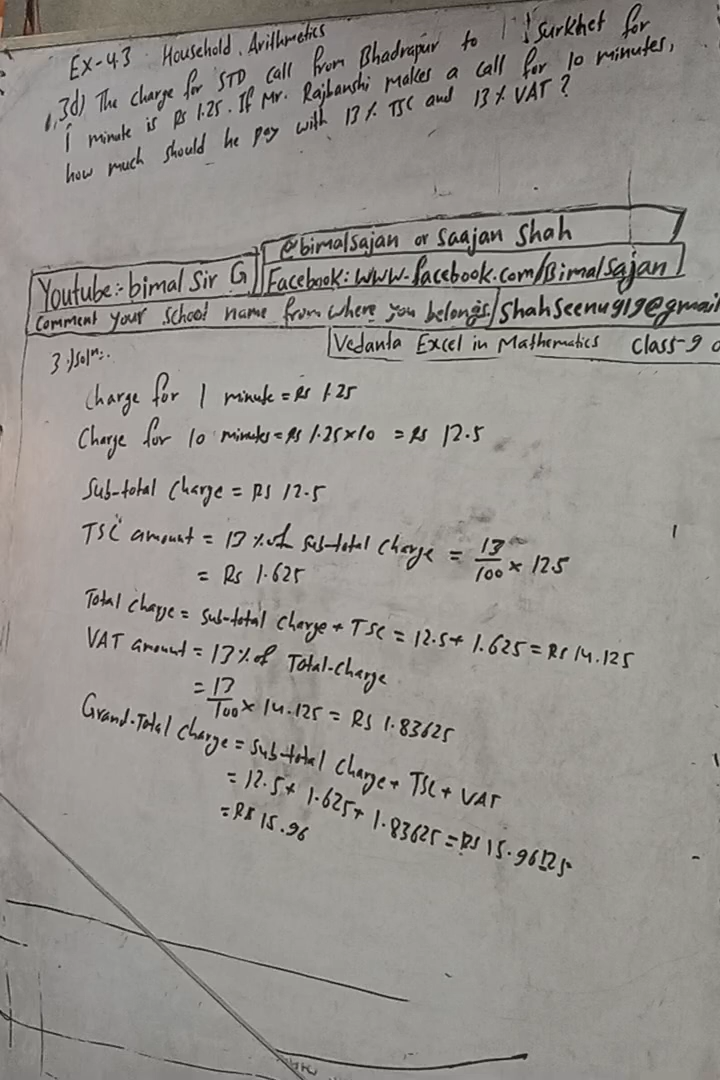 Ex-4.3 Household Arithmetics
3d) The charge for STD call from Bhadrapur to Surkhet for
1 minute is Rs 1.25. If Mr. Rajbanshi makes a call for 10 minutes,
how much should he pay with 13% TSC and 13% VAT?
@bimalsajan or Saajan Shah
Youtube:- bimal Sir G
Facebook: www.facebook.com/Bimalsajan
Comment your school name from where you belongs/
Shahseenu919@gmail
Vedanta Excel in Mathematics Class-9
3.)Soln:-
Charge for 1 minute = Rs 1.25
Charge for 10 minutes = Rs 1.25×10 = Rs 12.5
Sub-total Charge = Rs 12.5
TSC amount = 13% of sub-total Charge = 13/100 × 12.5
= Rs 1.625
Total charge = Sub-total charge + TSC = 12.5+ 1.625 = Rs 14.125
VAT amount = 13% of Total-Charge
= 13/100 × 14.125 = Rs 1.83625
Grand-Total Charge = Sub-total Charge + TSC + VAT
= 12.5+ 1.625+ 1.83625 = Rs 15.96125
= Rs 15.96